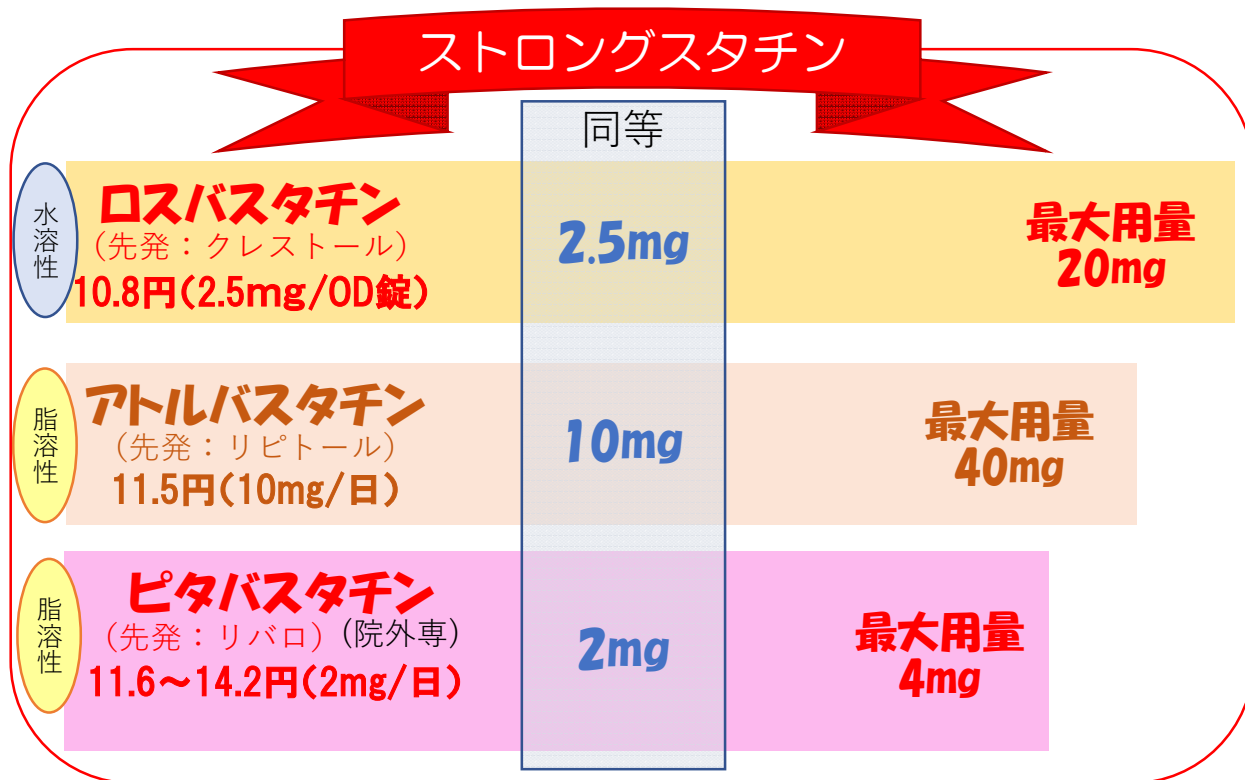 ストロングスタチン
同等
水溶性
ロスバスタチン
(先発：クレストール)
10.8円(2.5mg/OD錠)
2.5mg
最大用量
20mg
脂溶性
アトルバスタチン
(先発：リピトール)
11.5円(10mg/日)
10mg
最大用量
40mg
脂溶性
ピタバスタチン
(先発：リバロ) (院外専)
11.6～14.2円(2mg/日)
2mg
最大用量
4mg